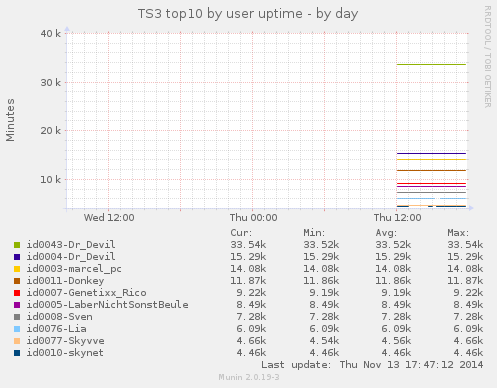 TS3 top10 by user uptime - by day
RRDTOOL / TOBI OETIKER
Minutes
40 k
30 k
20 k
10 k
Wed 12:00 Thu 00:00 Thu 12:00
Cur: Min: Avg: Max:
id0043-Dr_Devil 33.54k 33.52k 33.52k 33.54k
id0004-Dr_Devil 15.29k 15.29k 15.29k 15.29k
id0003-marcel_pc 14.08k 14.08k 14.08k 14.08k
id0011-Donkey 11.87k 11.86k 11.86k 11.87k
id0007-Genetixx_Rico 9.22k 9.19k 9.19k 9.22k
id0005-LaberNichtSonstBeule 8.49k 8.49k 8.49k 8.49k
id0008-Sven 7.28k 7.28k 7.28k 7.28k
id0076-Lia 6.09k 6.09k 6.09k 6.09k
id0077-Skyvve 4.66k 4.54k 4.56k 4.66k
id0010-skynet 4.46k 4.46k 4.46k 4.46k
Last update: Thu Nov 13 17:47:12 2014
Munin 2.0.19-3